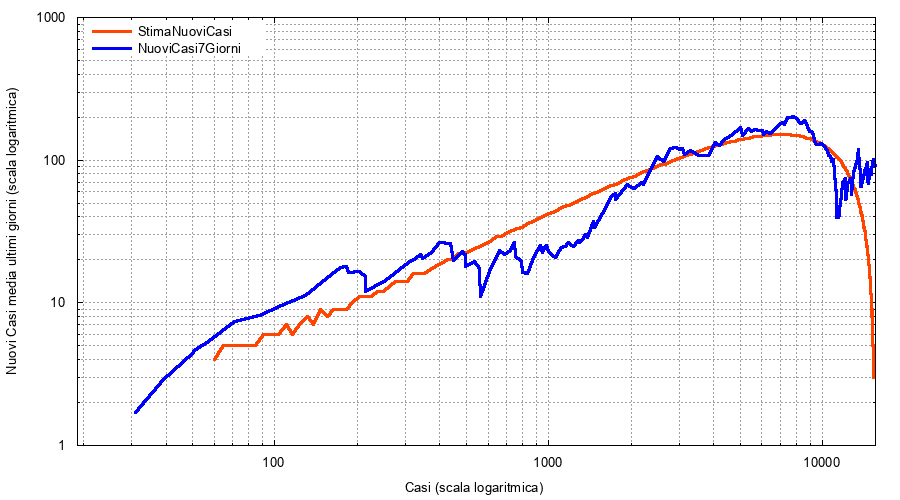 1000
StimaNuoviCasi
NuoviCasi7Giorni
100
10
1
Nuovi Casi media ultimi giorni (scala logaritmica)
100
1000
10000
Casi (scala logaritmica)